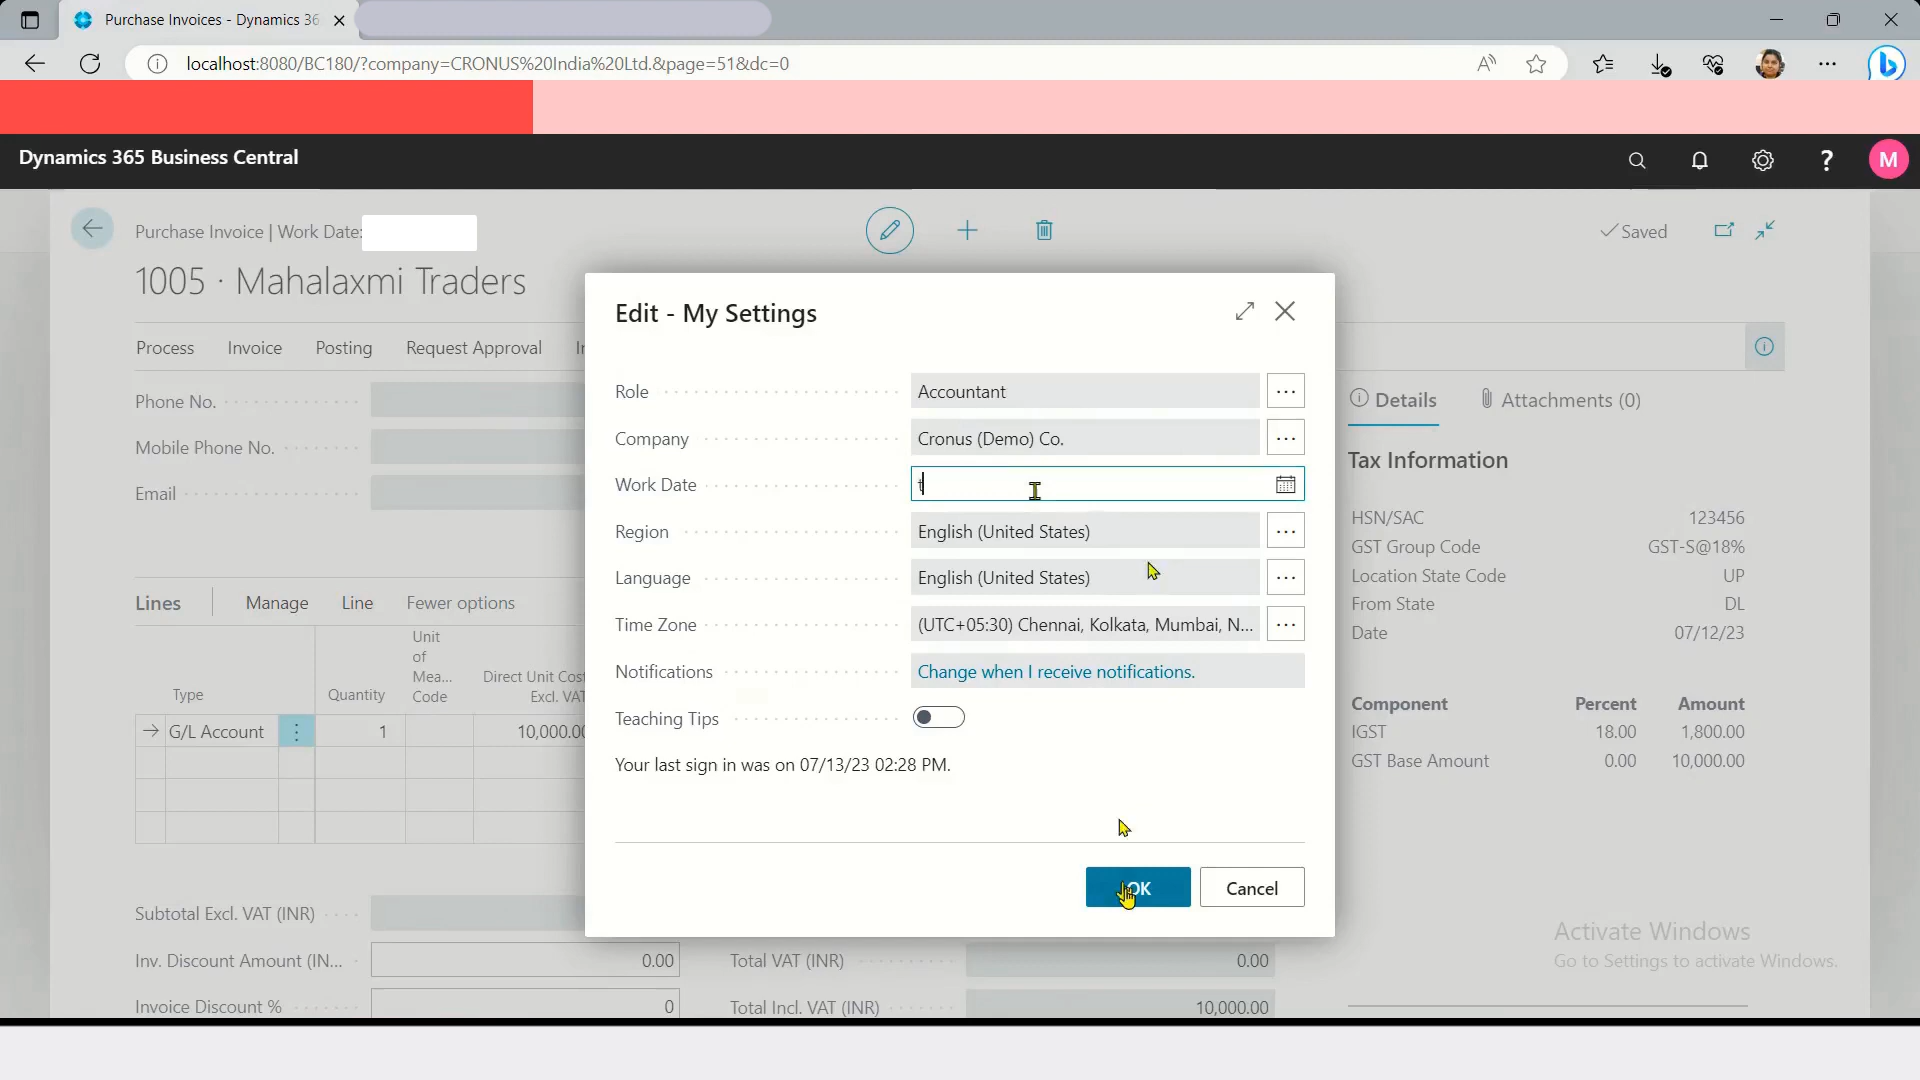 Purchase Invoices - Dynamics 36
localhost:8080/BC180/?company=CRONUS%20India%20Ltd.&page=51&dc=0
Dynamics 365 Business Central
M
Purchase Invoice | Work Date:
Saved
1005 · Mahalaxmi Traders
Process Invoice Posting Request Approval
Phone No.
Mobile Phone No.
Email
Lines Manage Line Fewer options
Type
Quantity
Unit
of
Mea...
Code
Direct Unit Cost
Excl. VAT
G/L Account 1 10,000.00
Subtotal Excl. VAT (INR)
Inv. Discount Amount (IN... 0.00
Invoice Discount % 0
Total VAT (INR) 0.00
Total Incl. VAT (INR) 10,000.00
Edit - My Settings
Role Accountant
Company Cronus (Demo) Co.
Work Date t
Region English (United States)
Language English (United States)
Time Zone (UTC+05:30) Chennai, Kolkata, Mumbai, N...
Notifications Change when I receive notifications.
Teaching Tips
Your last sign in was on 07/13/23 02:28 PM.
OK Cancel
Details Attachments (0)
Tax Information
HSN/SAC 123456
GST Group Code GST-S@18%
Location State Code UP
From State DL
Date 07/12/23
Component Percent Amount
IGST 18.00 1,800.00
GST Base Amount 0.00 10,000.00
Activate Windows
Go to Settings to activate Windows.